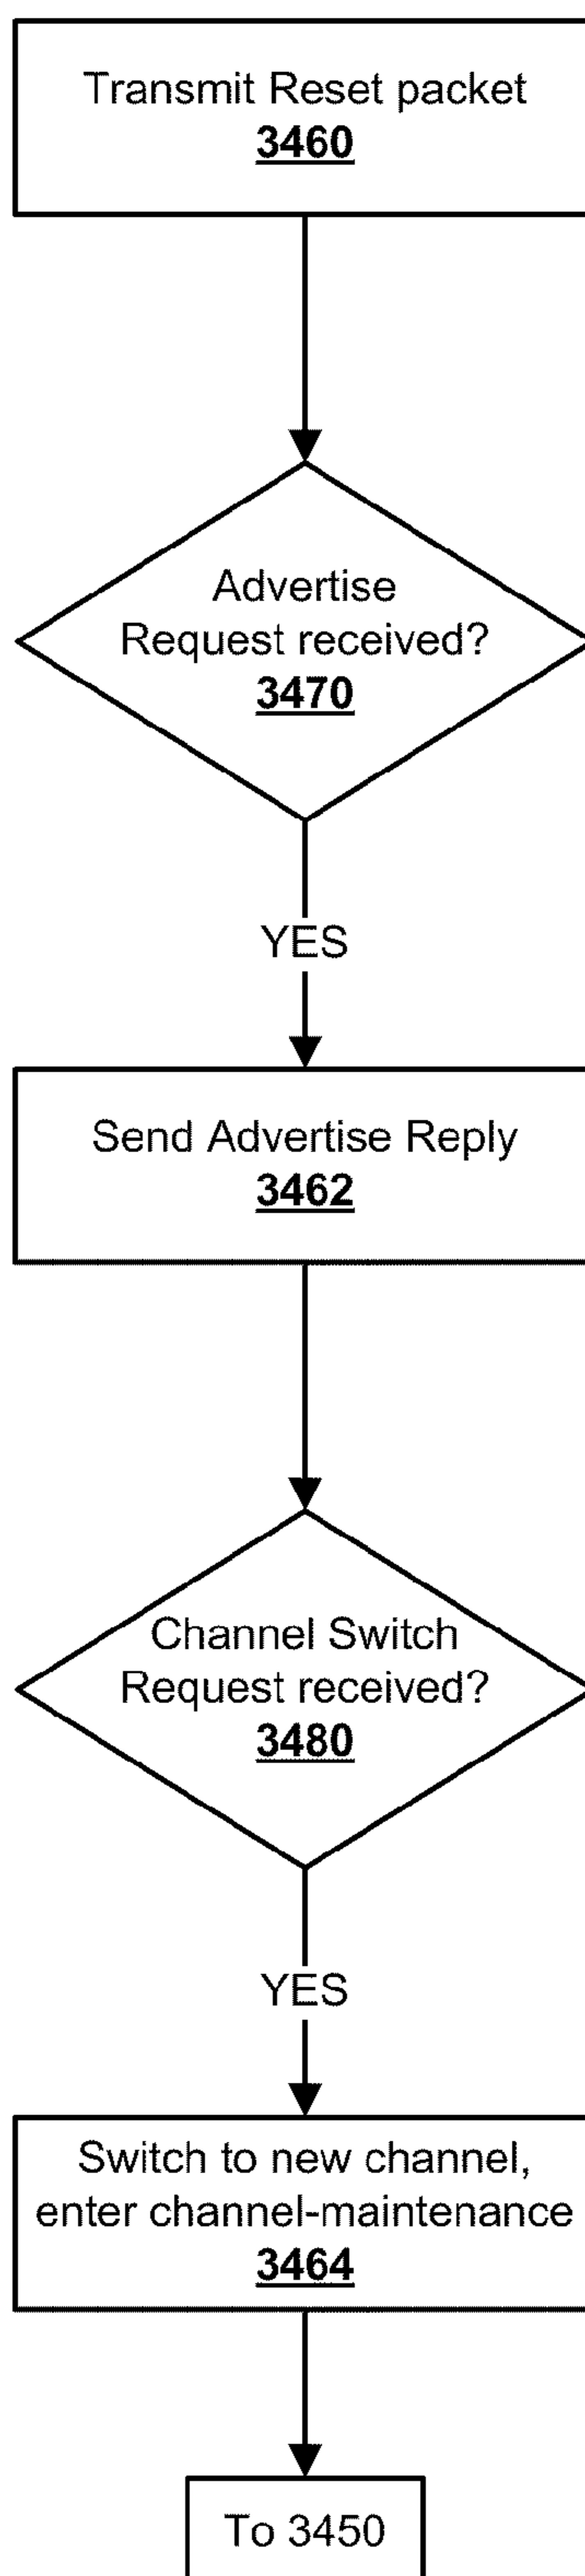 Transmit Reset packet
3460
Advertise
Request received?
3470
YES
Send Advertise Reply
3462
Channel Switch
Request received?
3480
YES
Switch to new channel,
enter channel-maintenance
3464
To 3450